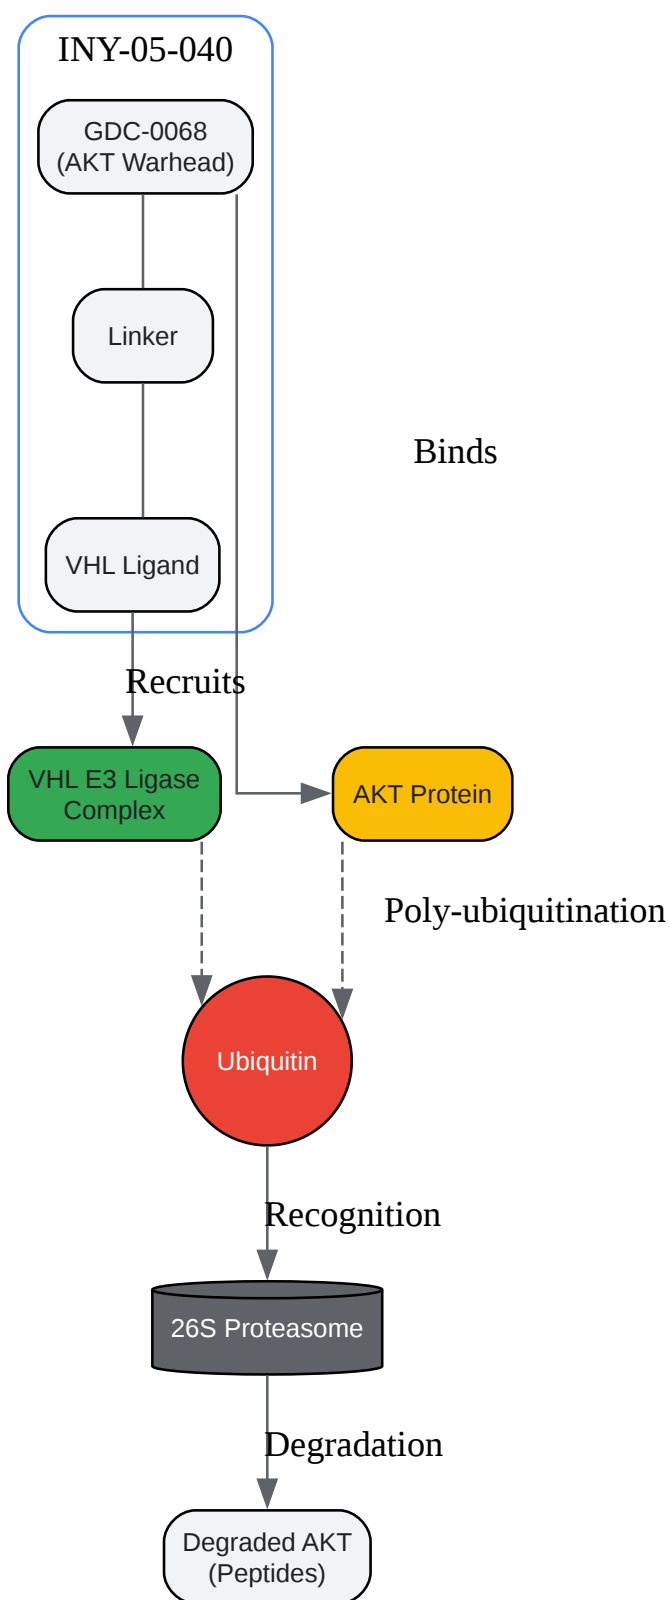 INY-05-040
GDC-0068
(AKT Warhead)
Linker
Binds
VHL Ligand
Recruits
VHL E3 Ligase
Complex
AKT Protein
Poly-ubiquitination
Ubiquitin
Recognition
26S Proteasome
Degradation
Degraded AKT
(Peptides)